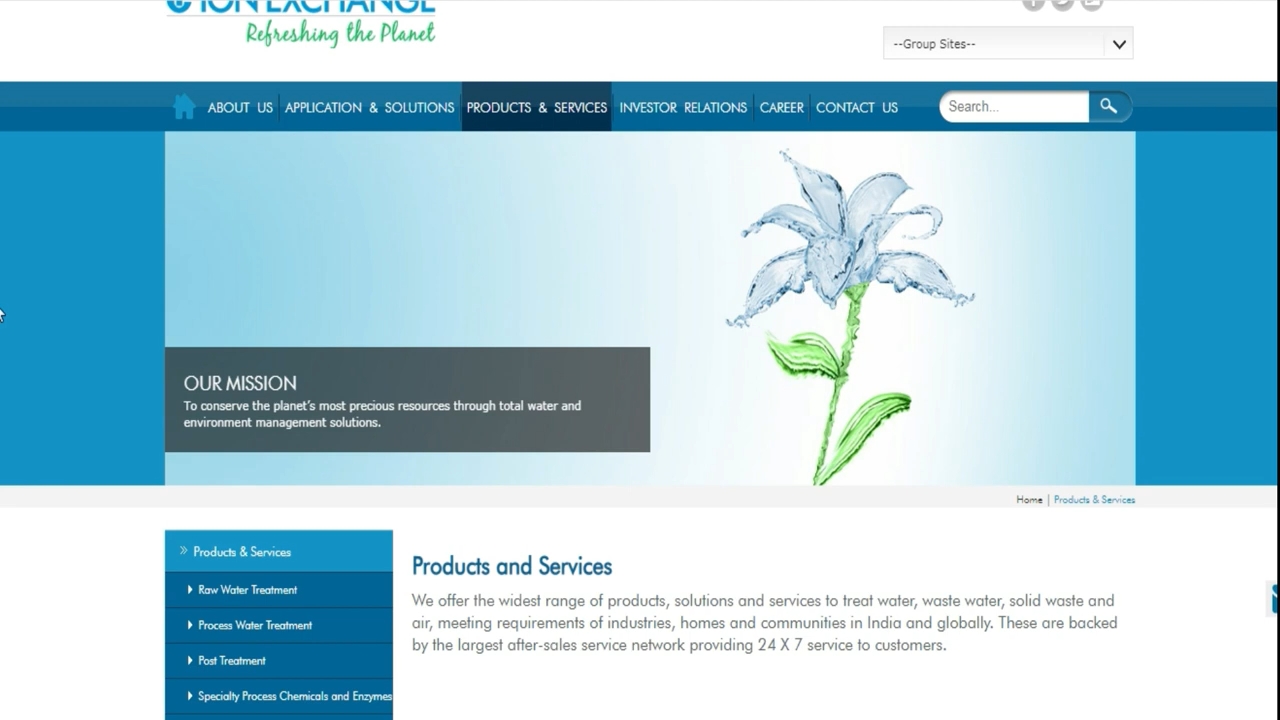 ION EXCHANGE
Refreshing the Planet
--Group Sites--
ABOUT US
APPLICATION & SOLUTIONS
PRODUCTS & SERVICES
INVESTOR RELATIONS
CAREER
CONTACT US
Search...
OUR MISSION
To conserve the planet's most precious resources through total water and
environment management solutions.
Home | Products & Services
Products & Services
Raw Water Treatment
Process Water Treatment
Post Treatment
Specialty Process Chemicals and Enzymes
Products and Services
We offer the widest range of products, solutions and services to treat water, waste water, solid waste and
air, meeting requirements of industries, homes and communities in India and globally. These are backed
by the largest after-sales service network providing 24 X 7 service to customers.